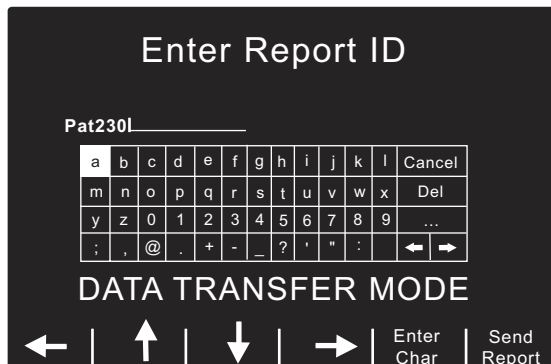 Enter Report ID
Pat230
a b c d e f g h i j k l Cancel
m n o p q r s t u v w x Del
y z 0 1 2 3 4 5 6 7 8 9 ...
; , @ . + - _ ? ' " :
DATA TRANSFER MODE
Enter Char
Send Report